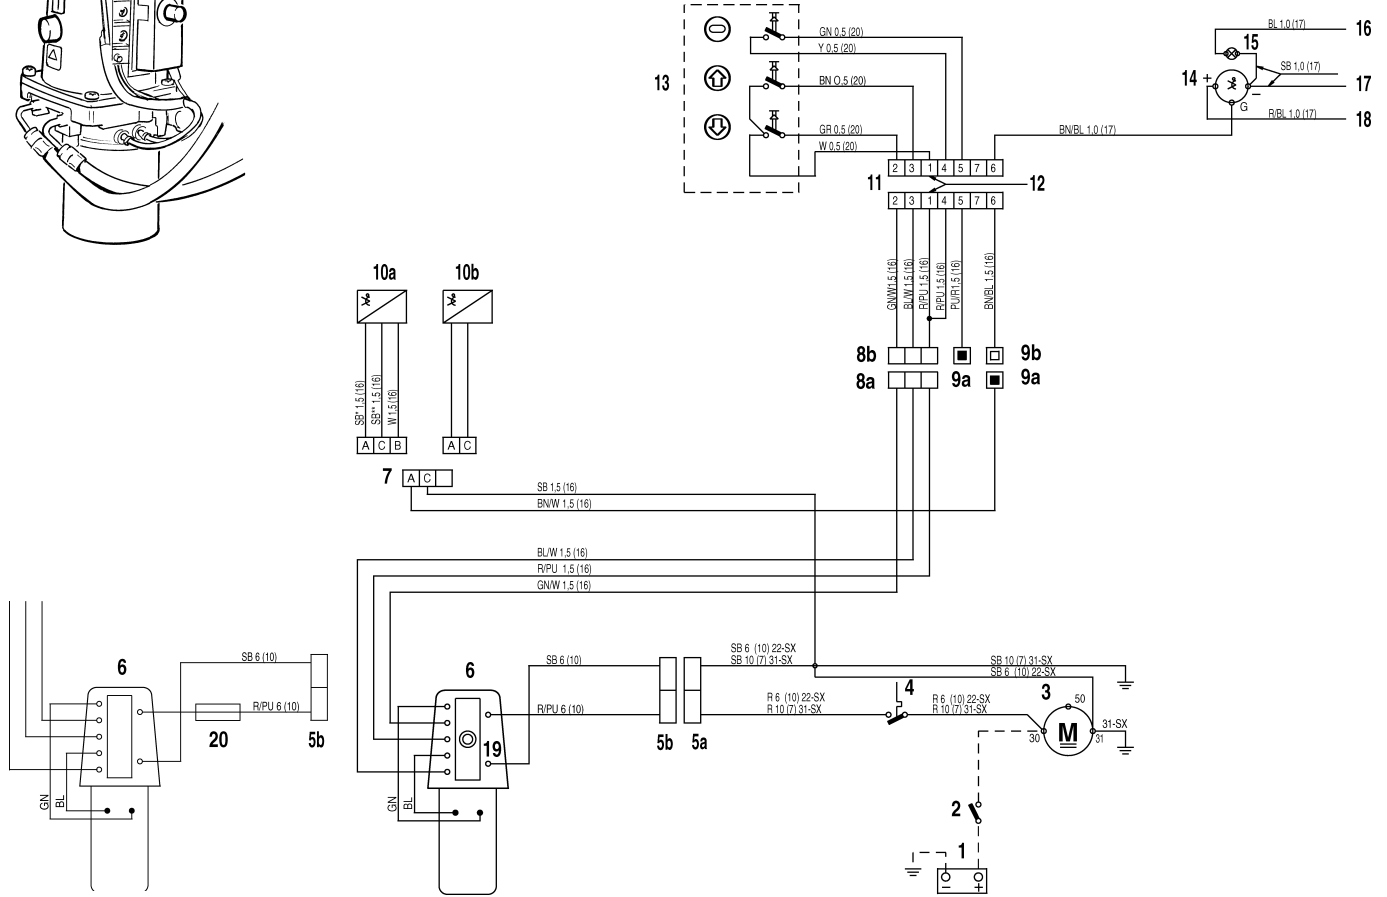 13
GN 0,5 (20)
Y 0,5 (20)
BN O,5 (20)
GR 0,5 (20)
W 0,5 (20)
BL 1,0 (17)
16
15
SB 1,0 (17)
14
+
−
17
G
R/BL 1,0 (17)
18
BN/BL 1,0 (17)
2 3 1 4 5 7 6
11
12
2 3 1 4 5 7 6
GN/W1,5 (16)
BL/W 1,5 (16)
R/PU 1,5 (16)
R/PU 1,5 (16)
PU/R1,5 (16)
BN/BL 1,5 (16)
8b
9b
8a
9a
9a
10a
10b
SB* 1,5 (16)
SB** 1,5 (16)
W 1,5 (16)
A C B
A C
7
A C
SB 1,5 (16)
BN/W 1,5 (16)
BL/W 1,5 (16)
R/PU 1,5 (16)
GN/W 1,5 (16)
6
SB 6 (10)
R/PU 6 (10)
20
5b
GN
BL
6
SB 6 (10)
R/PU 6 (10)
19
5b
5a
GN
BL
SB 6 (10) 22-SX
SB 10 (7) 31-SX
SB 10 (7) 31-SX
SB 6 (10) 22-SX
R 6 (10) 22-SX
R 10 (7) 31-SX
4
R 6 (10) 22-SX
R 10 (7) 31-SX
3
50
M
30
31
31-SX
2
1
− +